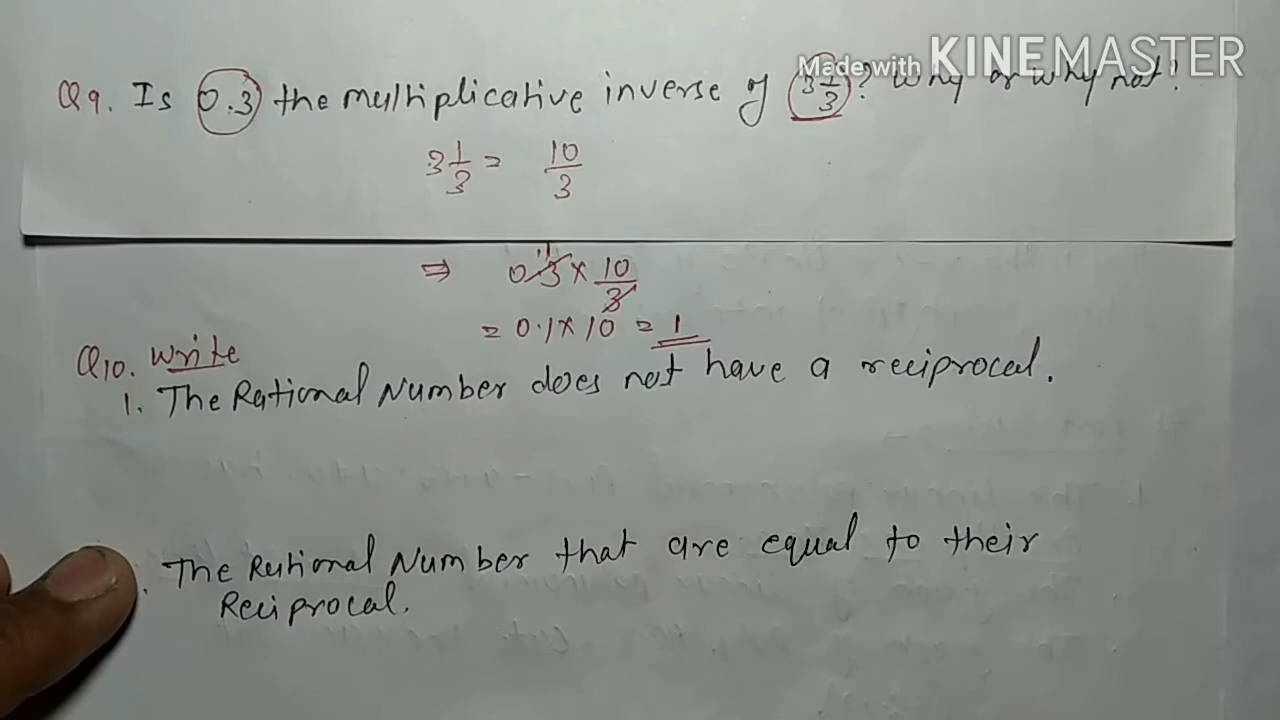 Made with KINEMASTER
Q9. Is 0.3 the multiplicative inverse of 3 1/3? Why or why not?
3 1/3 = 10/3
⇒ 0.3 × 10/3
= 0.1 × 10 = 1
Q10. Write
1. The Rational Number does not have a reciprocal.
. The Rational Number that are equal to their
Reciprocal.